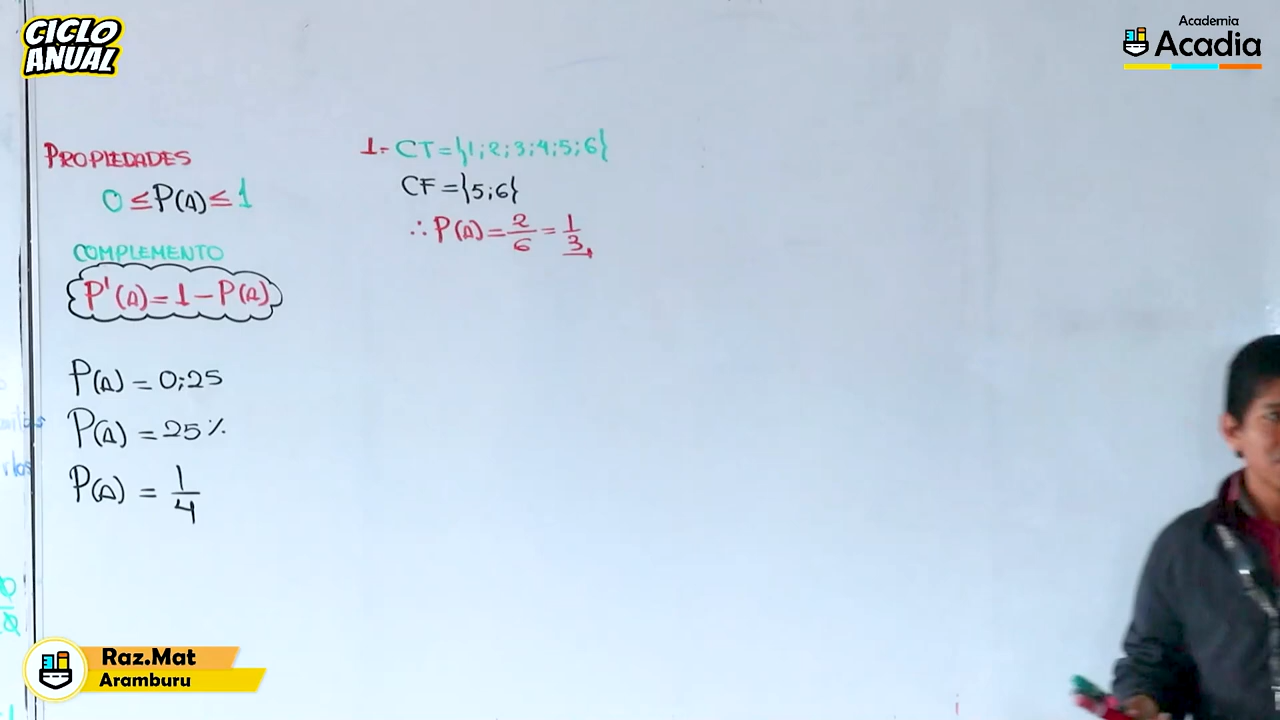 CICLO
ANUAL
Academia
Acadia
PROPIEDADES
0 ≤ P(A) ≤ 1
COMPLEMENTO
P'(A) = 1 - P(A)
P(A) = 0,25
P(A) = 25%
P(A) = 1/4
1.- CT = {1; 2; 3; 4; 5; 6}
CF = {5; 6}
∴ P(A) = 2/6 = 1/3
Raz.Mat
Aramburu